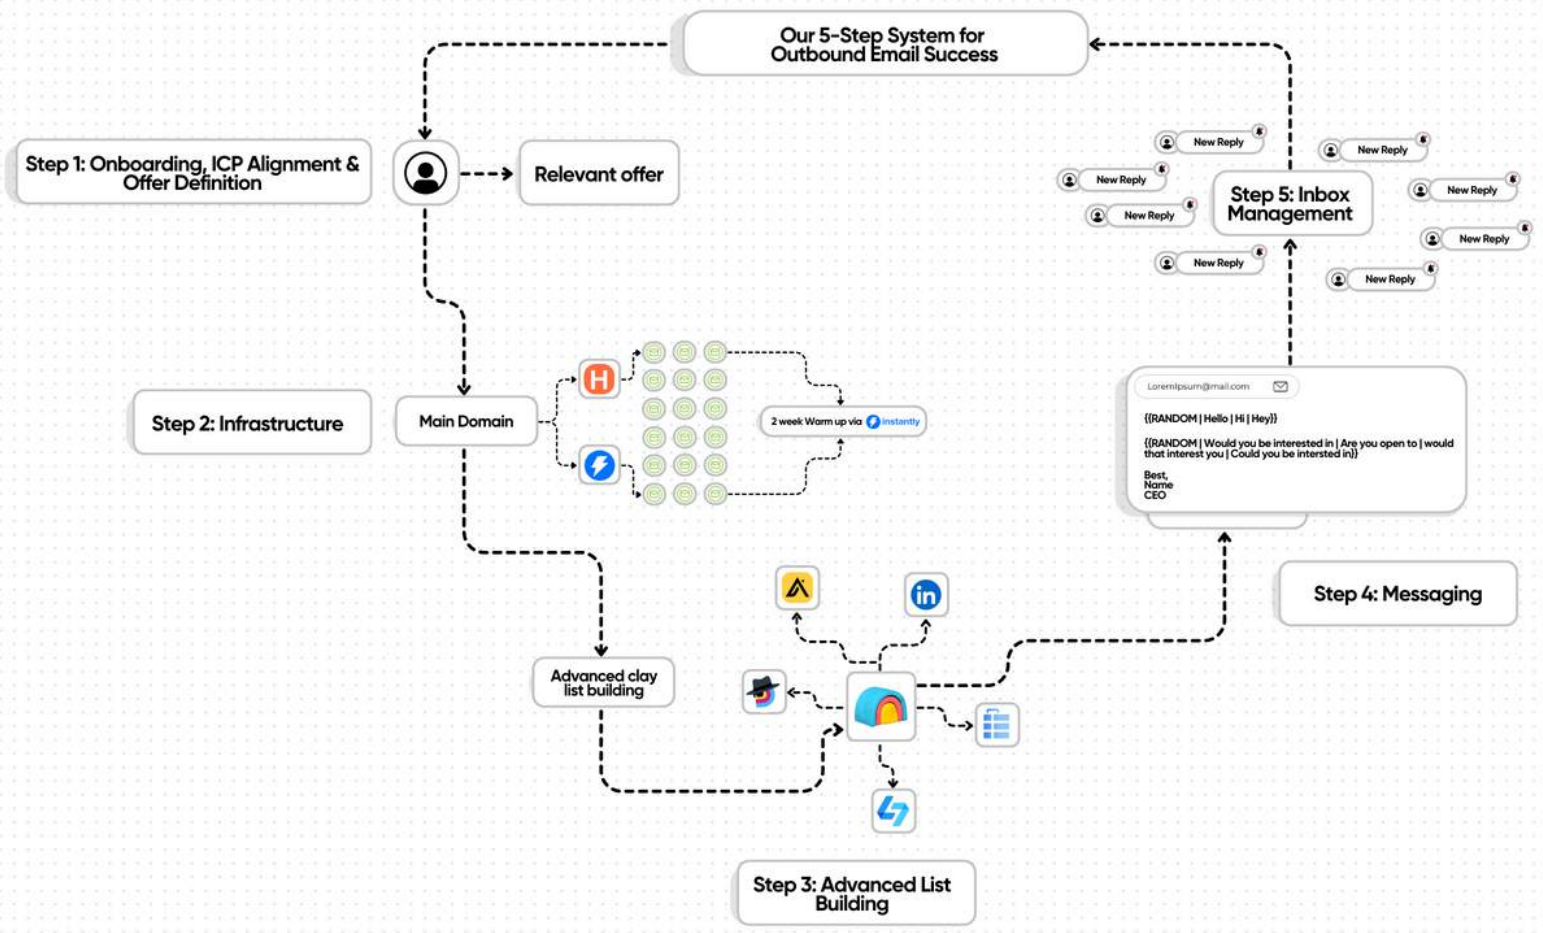 Our 5-Step System for
Outbound Email Success
Step 1: Onboarding, ICP Alignment &
Offer Definition
Relevant offer
New Reply
New Reply
New Reply
New Reply
New Reply
New Reply
New Reply
New Reply
Step 5: Inbox
Management
Step 2: Infrastructure
Main Domain
H
2 week Warm up via instantly
LoremIpsum@mail.com
{{RANDOM | Hello | Hi | Hey}}
{{RANDOM | Would you be interested in | Are you open to | would
that interest you | Could you be intersted in}}
Best,
Name
CEO
Step 4: Messaging
in
Advanced clay
list building
Step 3: Advanced List
Building